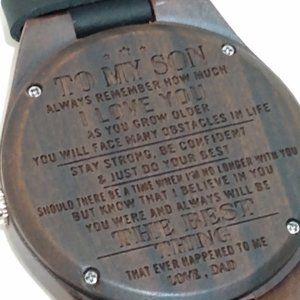 TO MY SON
ALWAYS REMEMBER HOW MUCH
I LOVE YOU
AS YOU GROW OLDER
YOU WILL FACE MANY OBSTACLES IN LIFE
STAY STRONG, BE CONFIDENT
& JUST DO YOUR BEST
SHOULD THERE BE A TIME WHEN I'M NO LONGER WITH YOU
BUT KNOW THAT I BELIEVE IN YOU
YOU WERE AND ALWAYS WILL BE
THE BEST
THING
THAT EVER HAPPENED TO ME
LOVE, DAD